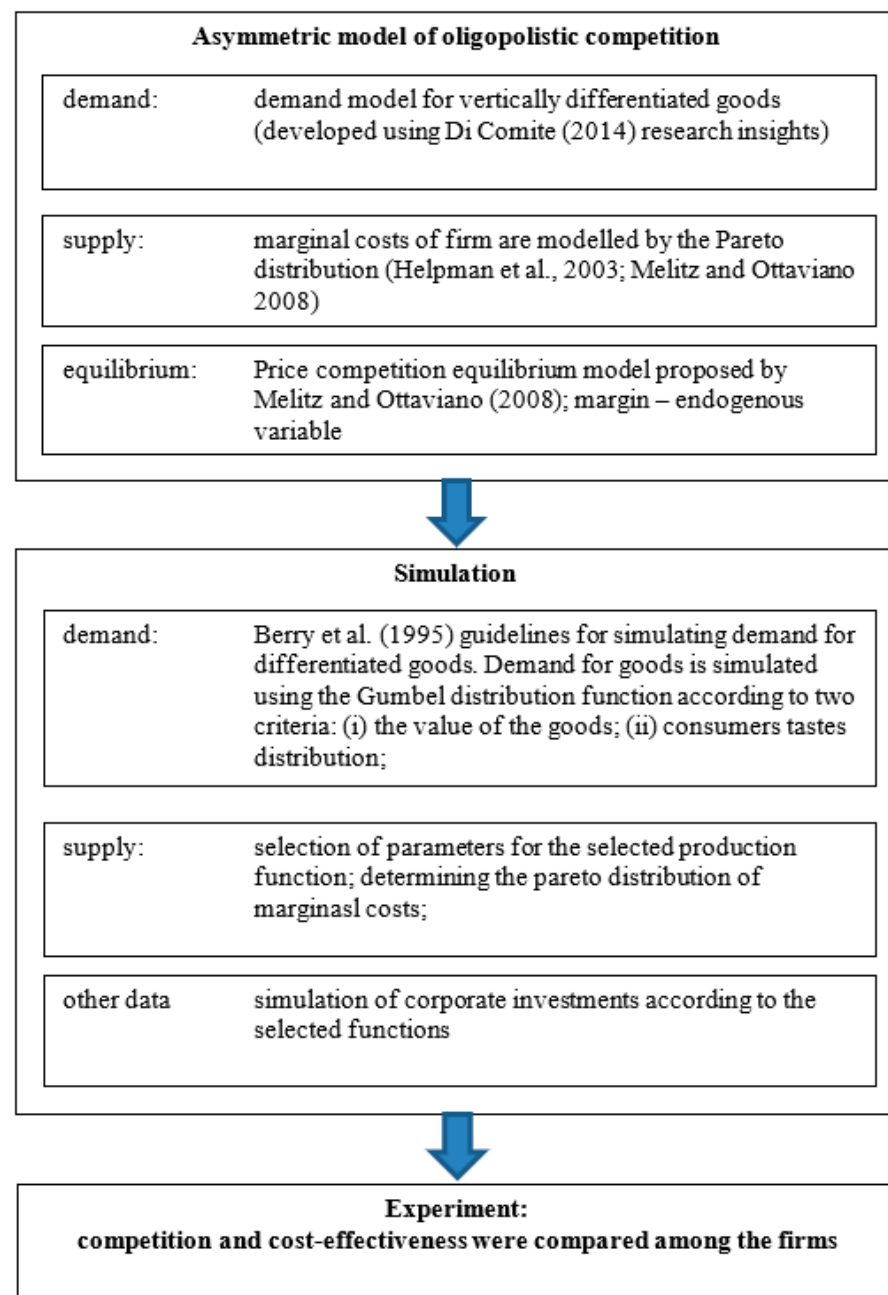 Asymmetric model of oligopolistic competition
demand: demand model for vertically differentiated goods
(developed using Di Comite (2014) research insights)
supply: marginal costs of firm are modelled by the Pareto
distribution (Helpman et al., 2003; Melitz and Ottaviano
2008)
equilibrium: Price competition equilibrium model proposed by
Melitz and Ottaviano (2008); margin – endogenous
variable
Simulation
demand: Berry et al. (1995) guidelines for simulating demand for
differentiated goods. Demand for goods is simulated
using the Gumbel distribution function according to two
criteria: (i) the value of the goods; (ii) consumers tastes
distribution;
supply: selection of parameters for the selected production
function; determining the pareto distribution of
marginasl costs;
other data simulation of corporate investments according to the
selected functions
Experiment:
competition and cost-effectiveness were compared among the firms